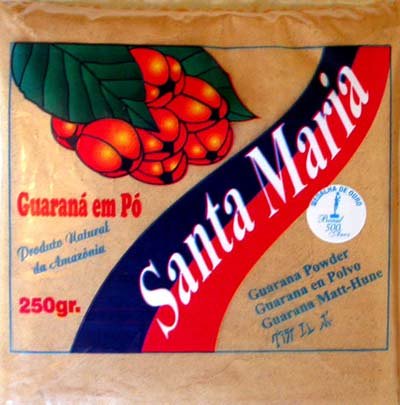 Guaraná em Pó
Produto Natural
da Amazônia
250gr.
Santa Maria
MEDALHA DE OURO
Brasil
500
Anos
Guarana Powder
Guarana en Polvo
Guarana Matt-Hune